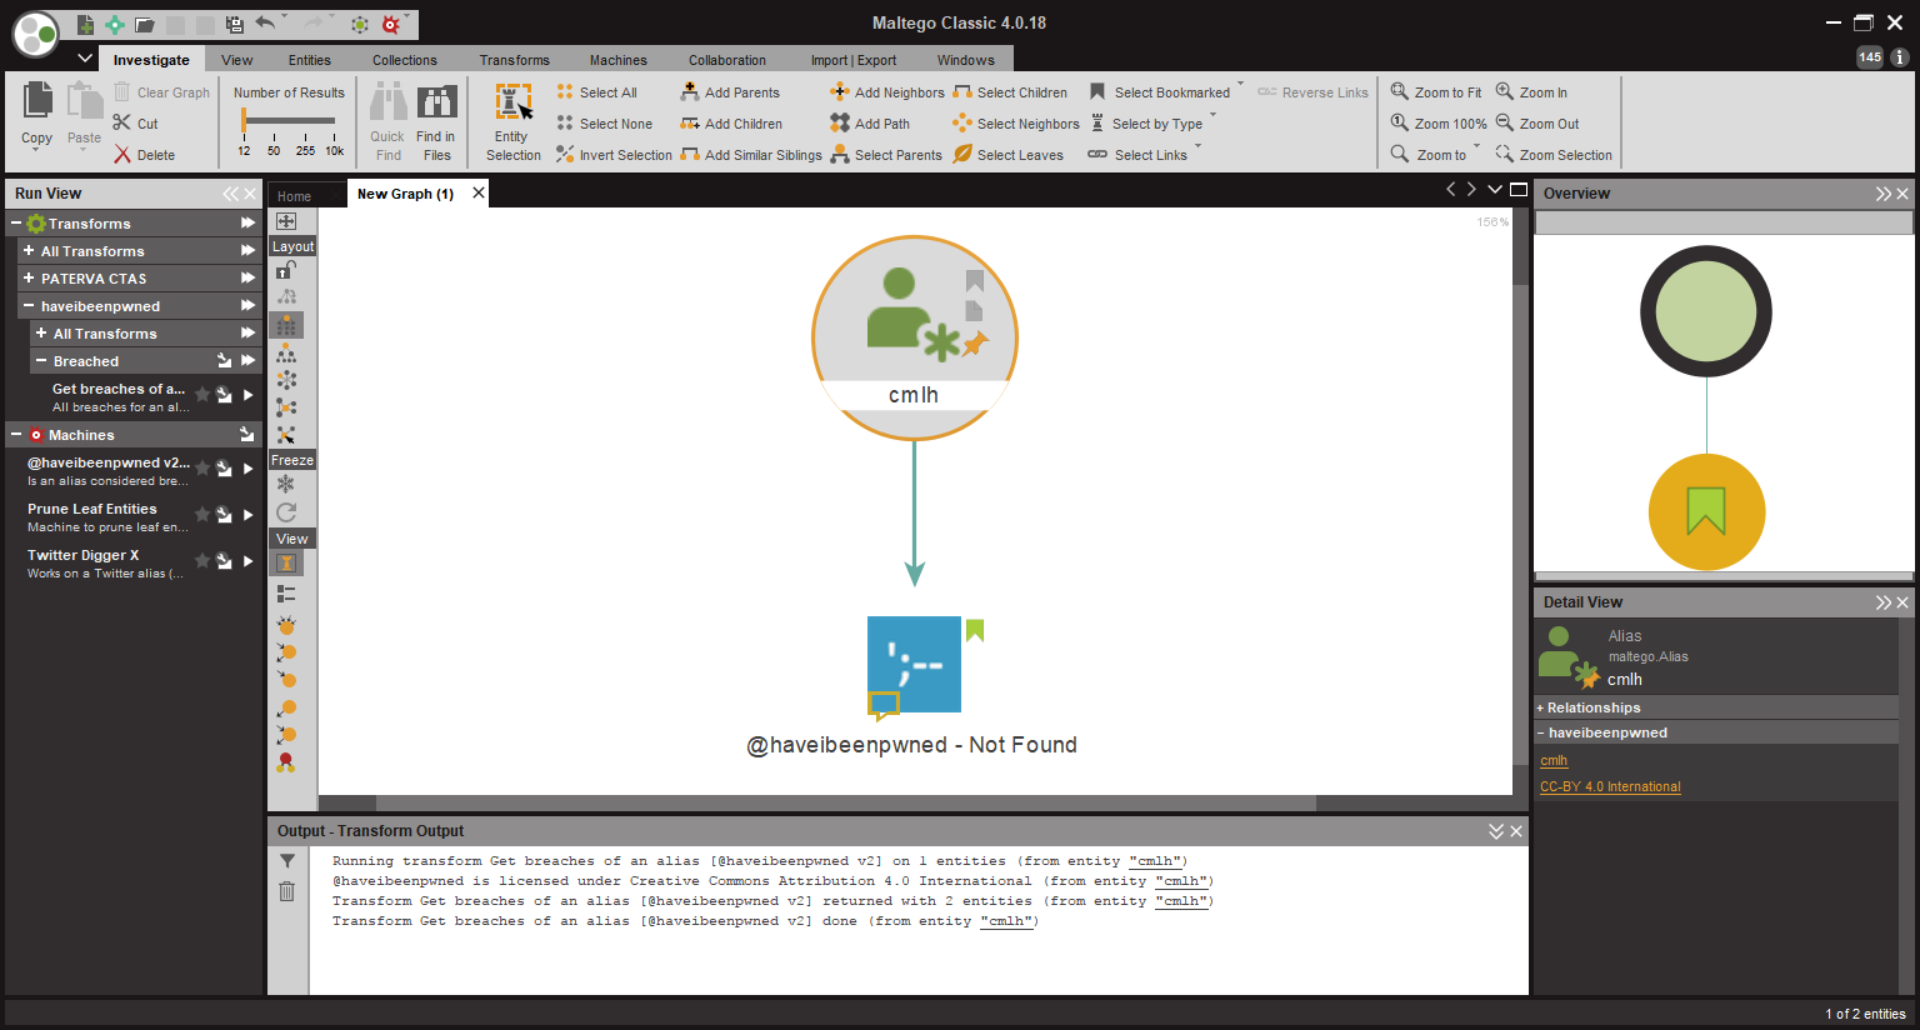 Maltego Classic 4.0.18
Investigate View Entities Collections Transforms Machines Collaboration Import | Export Windows
145
Copy
Paste
Clear Graph
Cut
Delete
Number of Results
12 50 255 10k
Quick Find
Find in Files
Entity Selection
Select All
Select None
Invert Selection
Add Parents
Add Children
Add Similar Siblings
Add Neighbors
Add Path
Select Parents
Select Children
Select Neighbors
Select Leaves
Select Bookmarked
Select by Type
Select Links
Reverse Links
Zoom to Fit
Zoom 100%
Zoom to
Zoom In
Zoom Out
Zoom Selection
Run View
Transforms
All Transforms
PATERVA CTAS
haveibeenpwned
All Transforms
Breached
Get breaches of a...
All breaches for an al...
Machines
@haveibeenpwned v2...
Is an alias considered bre...
Prune Leaf Entities
Machine to prune leaf en...
Twitter Digger X
Works on a Twitter alias (...
Home
New Graph (1)
Layout
Freeze
View
156%
cmlh
';--
@haveibeenpwned - Not Found
Output - Transform Output
Running transform Get breaches of an alias [@haveibeenpwned v2] on 1 entities (from entity "cmlh")
@haveibeenpwned is licensed under Creative Commons Attribution 4.0 International (from entity "cmlh")
Transform Get breaches of an alias [@haveibeenpwned v2] returned with 2 entities (from entity "cmlh")
Transform Get breaches of an alias [@haveibeenpwned v2] done (from entity "cmlh")
Overview
Detail View
Alias
maltego.Alias
cmlh
+ Relationships
- haveibeenpwned
cmlh
CC-BY 4.0 International
1 of 2 entities